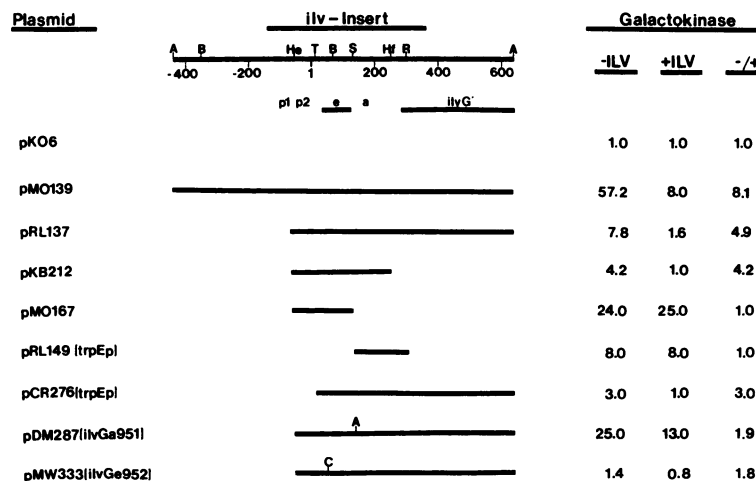 Plasmid ilv-Insert Galactokinase
A B He T B S Hf R A -ILV +ILV -/+
-400 -200 1 200 400 600
p1 p2 e a ilvG'
pKO6 1.0 1.0 1.0
pMO139 57.2 8.0 8.1
pRL137 7.8 1.6 4.9
pKB212 4.2 1.0 4.2
pMO167 24.0 25.0 1.0
pRL149 [trpEp] 8.0 8.0 1.0
pCR276[trpEp] 3.0 1.0 3.0
A
pDM287[ilvGa951] 25.0 13.0 1.9
C
pMW333[ilvGe952] 1.4 0.8 1.8